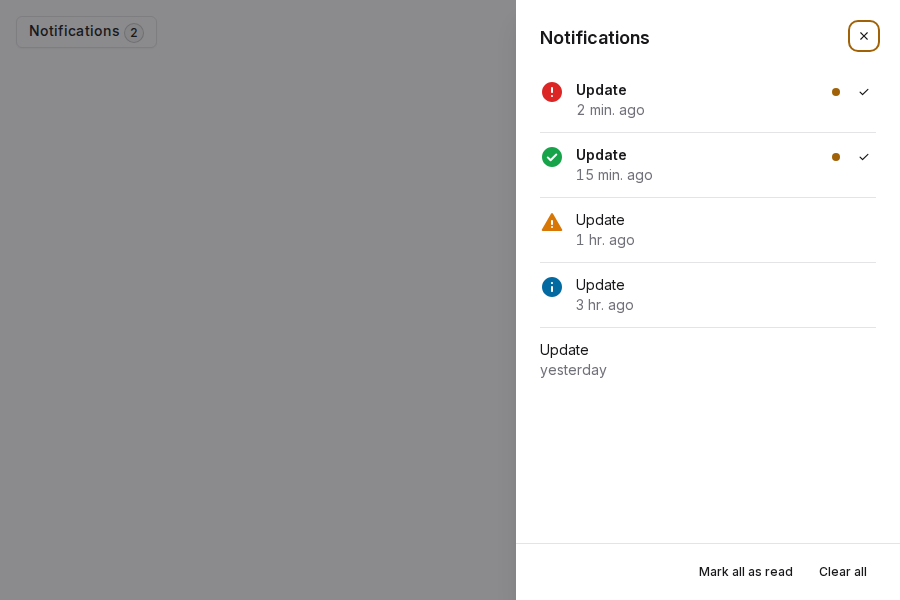 Notifications 2
Notifications
Update
2 min. ago
Update
15 min. ago
Update
1 hr. ago
Update
3 hr. ago
Update
yesterday
Mark all as read Clear all